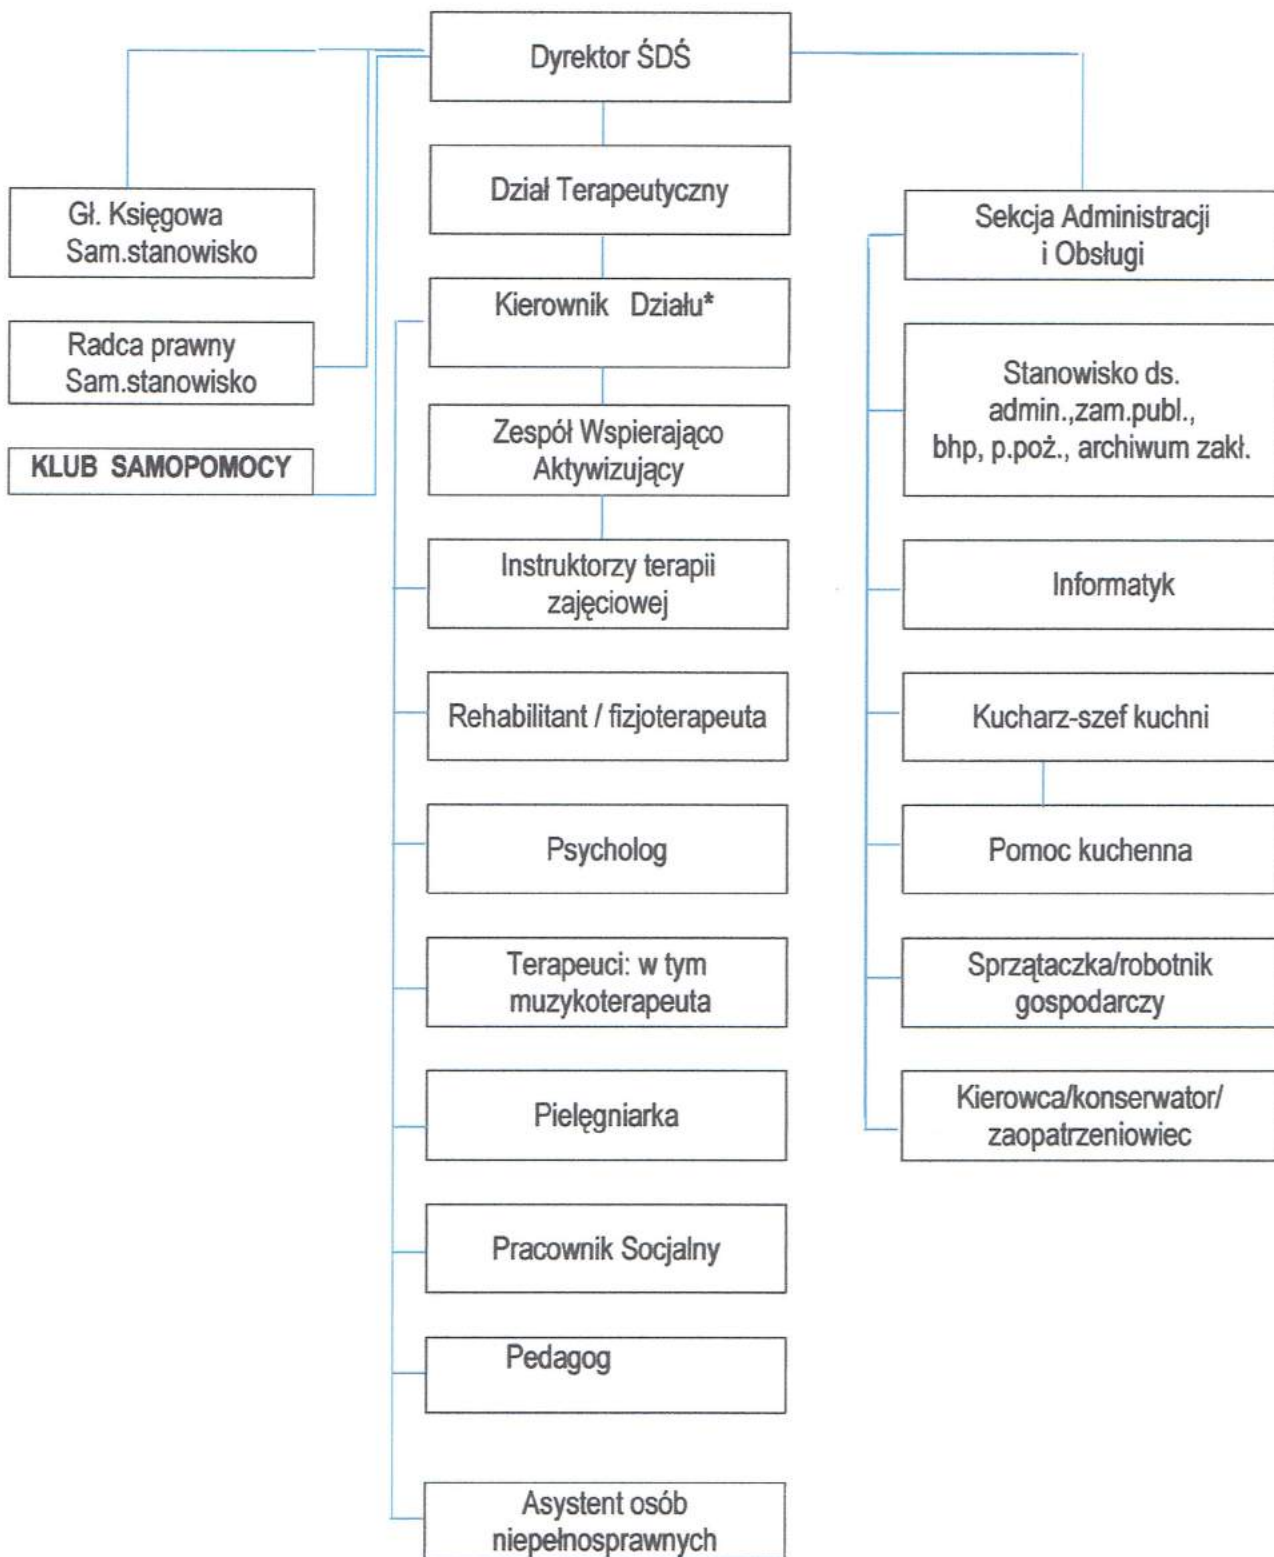 Dyrektor ŚDŚ
Dział Terapeutyczny
Gł. Księgowa
Sam.stanowisko
Sekcja Administracji
i Obsługi
Kierownik Działu*
Radca prawny
Sam.stanowisko
Stanowisko ds.
admin.,zam.publ.,
bhp, p.poż., archiwum zakł.
Zespół Wspierająco
Aktywizujący
KLUB SAMOPOMOCY
Instruktorzy terapii
zajęciowej
Informatyk
Rehabilitant / fizjoterapeuta
Kucharz-szef kuchni
Psycholog
Pomoc kuchenna
Terapeuci: w tym
muzykoterapeuta
Sprzątaczka/robotnik
gospodarczy
Pielęgniarka
Kierowca/konserwator/
zaopatrzeniowiec
Pracownik Socjalny
Pedagog
Asystent osób
niepełnosprawnych